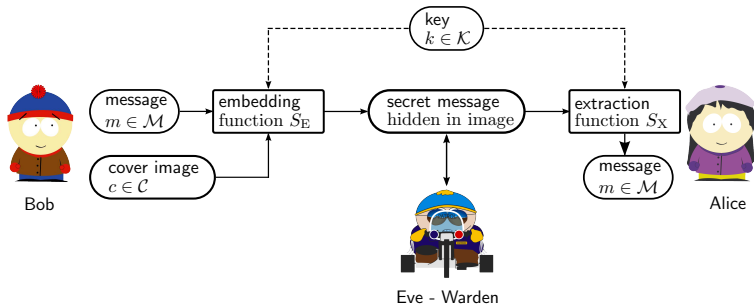 key
k ∈ 𝒦
message
m ∈ ℳ
embedding
function S_E
secret message
hidden in image
extraction
function S_X
cover image
c ∈ 𝒞
message
m ∈ ℳ
Bob
Alice
Eve - Warden